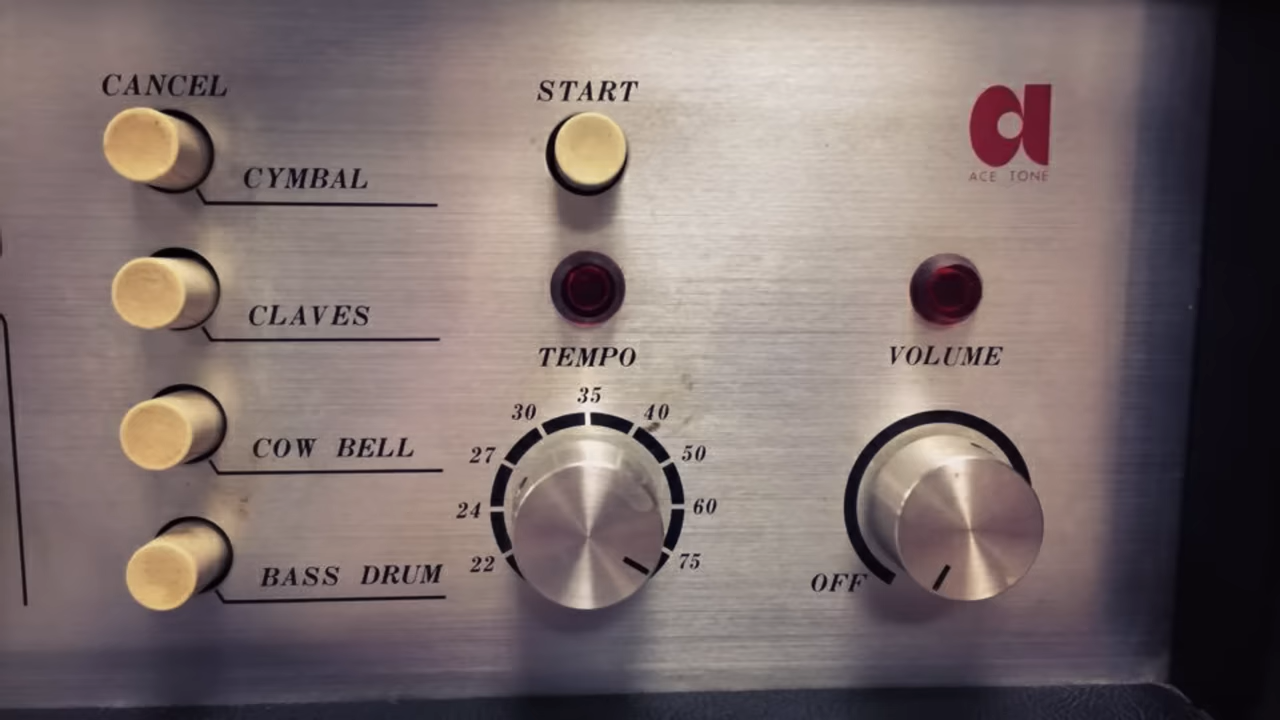 CANCEL
CYMBAL
CLAVES
COW BELL
BASS DRUM
START
TEMPO
35
30
40
27
50
24
60
22
75
a
ACE TONE
VOLUME
OFF